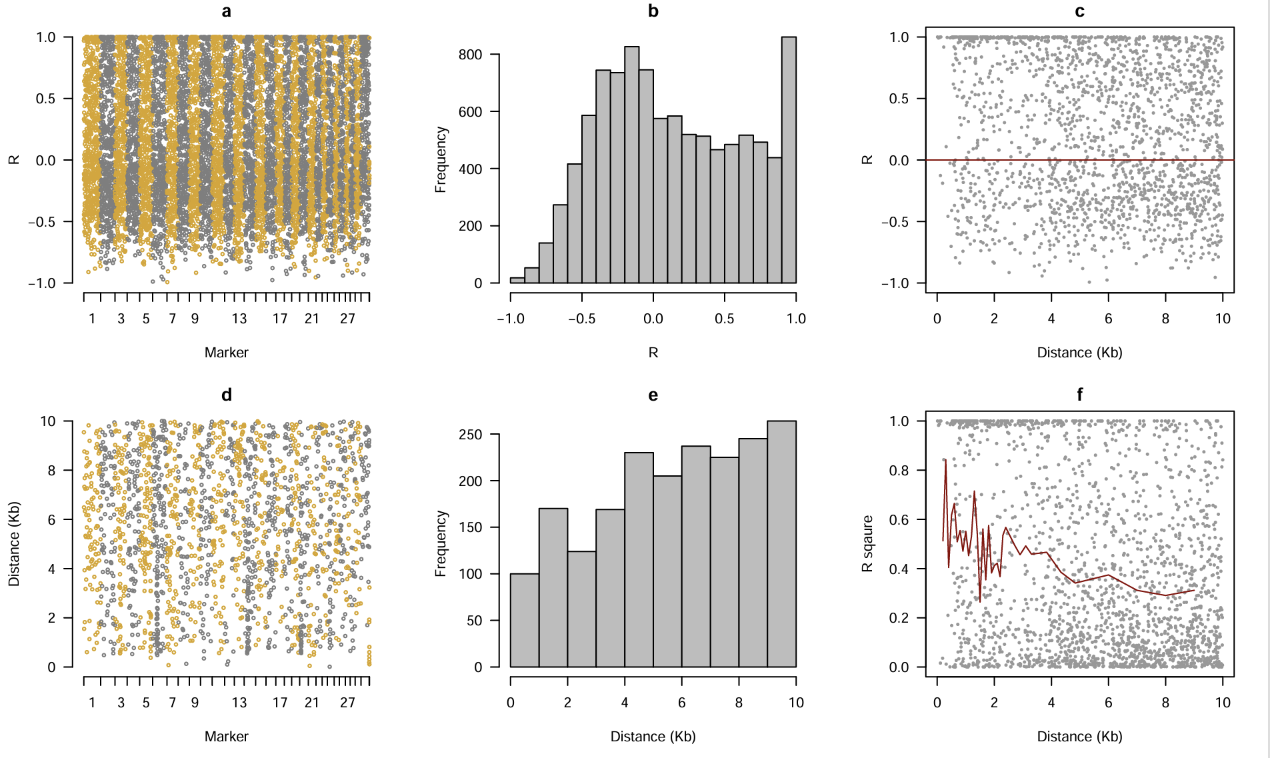 a
1.0
0.5
0.0
−0.5
−1.0
R
1 3 5 7 9 13 17 21 27
Marker
b
800
600
400
200
0
Frequency
−1.0 −0.5 0.0 0.5 1.0
R
c
1.0
0.5
0.0
−0.5
−1.0
R
0 2 4 6 8 10
Distance (Kb)
d
10
8
6
4
2
0
Distance (Kb)
1 3 5 7 9 13 17 21 27
Marker
e
250
200
150
100
50
0
Frequency
0 2 4 6 8 10
Distance (Kb)
f
1.0
0.8
0.6
0.4
0.2
0.0
R sqaure
0 2 4 6 8 10
Distance (Kb)